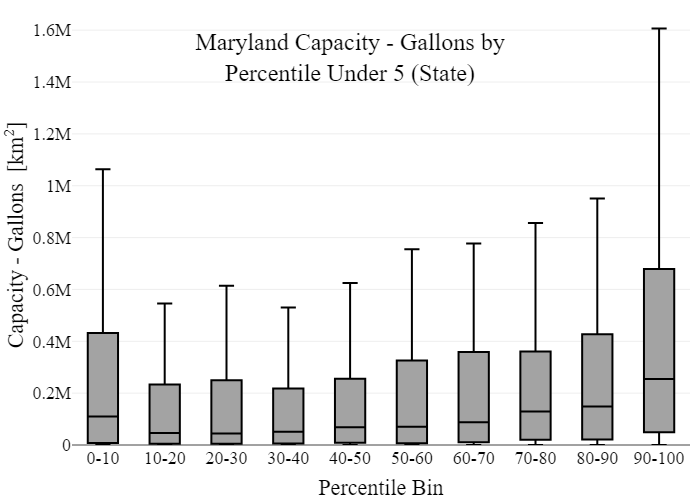 Maryland Capacity - Gallons by
Percentile Under 5 (State)
Capacity - Gallons [km²]
1.6M
1.4M
1.2M
1M
0.8M
0.6M
0.4M
0.2M
0
0-10 10-20 20-30 30-40 40-50 50-60 60-70 70-80 80-90 90-100
Percentile Bin